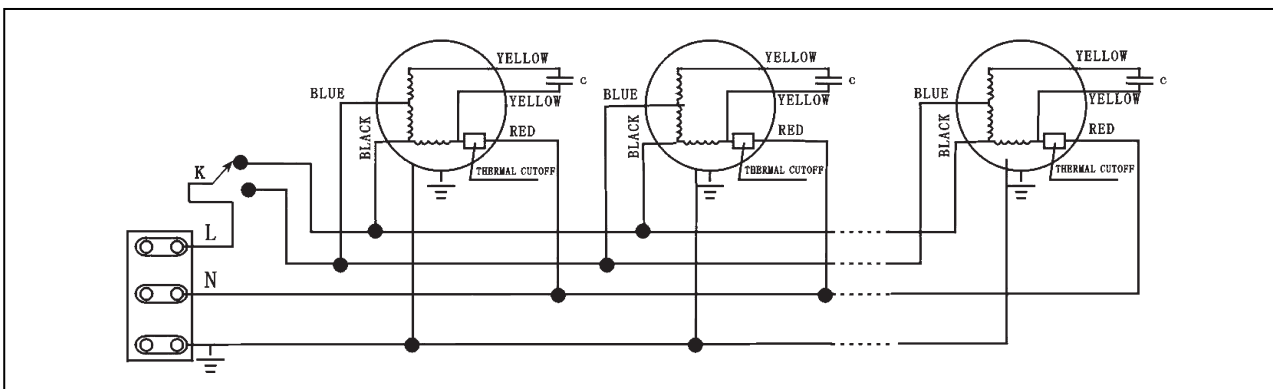 YELLOW
C
YELLOW
BLUE
BLACK
RED
THERMAL CUTOFF
YELLOW
C
YELLOW
BLUE
BLACK
RED
THERMAL CUTOFF
YELLOW
C
YELLOW
BLUE
BLACK
RED
THERMAL CUTOFF
K
L
N